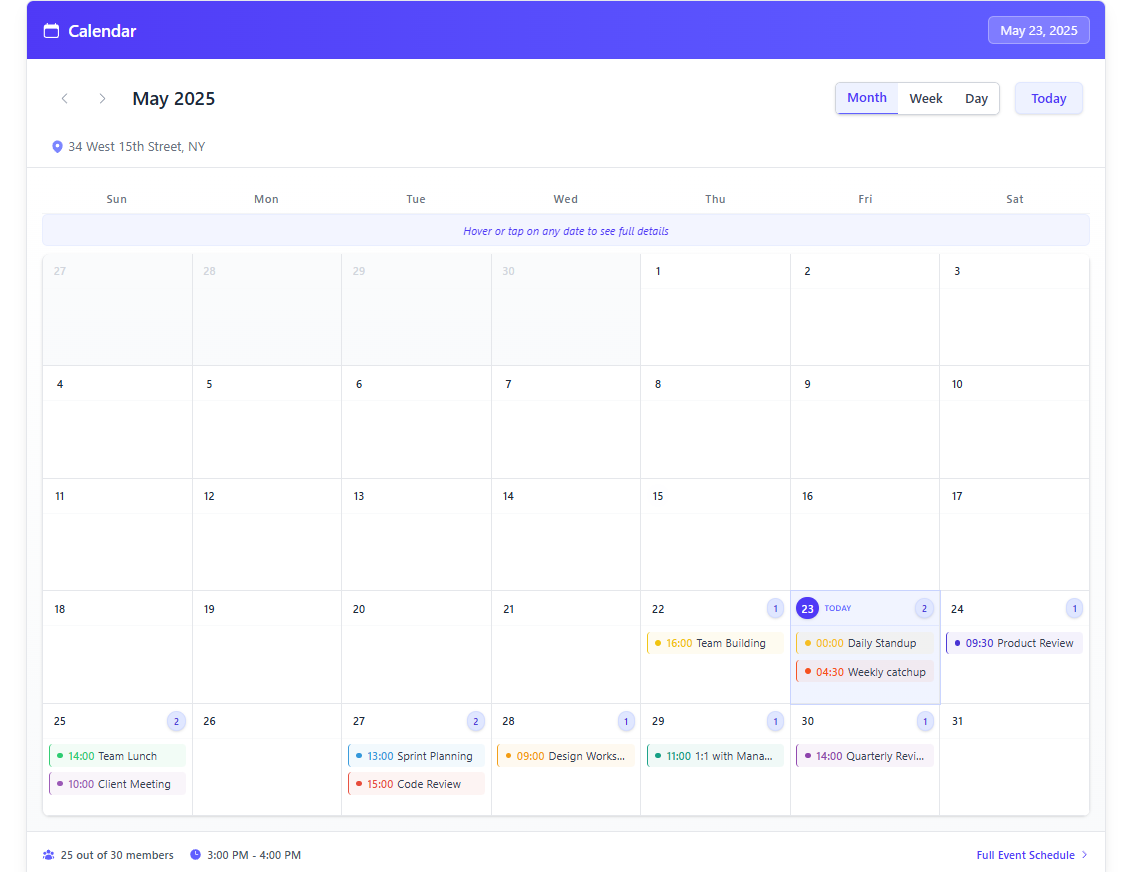 Calendar
May 23, 2025
May 2025
Month Week Day Today
34 West 15th Street, NY
Sun Mon Tue Wed Thu Fri Sat
Hover or tap on any date to see full details
27 28 29 30 1 2 3
4 5 6 7 8 9 10
11 12 13 14 15 16 17
18 19 20 21 22 1 23 TODAY 2 24 1
16:00 Team Building 00:00 Daily Standup 09:30 Product Review
04:30 Weekly catchup
25 2 26 27 2 28 1 29 1 30 1 31
14:00 Team Lunch 13:00 Sprint Planning 09:00 Design Works... 11:00 1:1 with Mana... 14:00 Quarterly Revi...
10:00 Client Meeting 15:00 Code Review
25 out of 30 members 3:00 PM - 4:00 PM Full Event Schedule